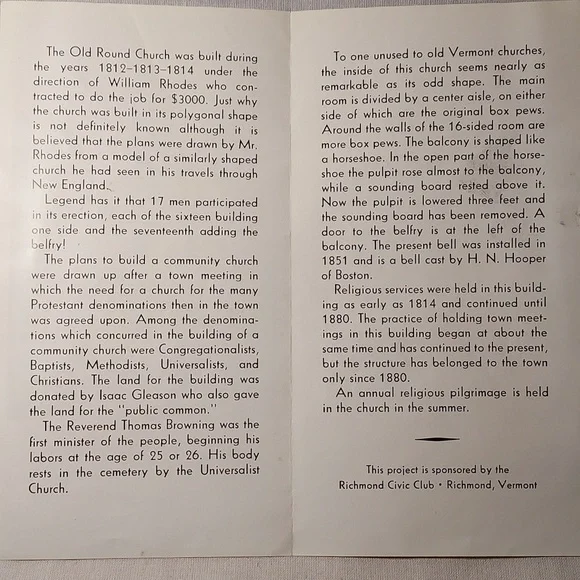 The Old Round Church was built during
the years 1812-1813-1814 under the
direction of William Rhodes who con-
tracted to do the job for $3000. Just why
the church was built in its polygonal shape
is not definitely known although it is
believed that the plans were drawn by Mr.
Rhodes from a model of a similarly shaped
church he had seen in his travels through
New England.
Legend has it that 17 men participated
in its erection, each of the sixteen building
one side and the seventeenth adding the
belfry!
The plans to build a community church
were drawn up after a town meeting in
which the need for a church for the many
Protestant denominations then in the town
was agreed upon. Among the denomina-
tions which concurred in the building of a
community church were Congregationalists,
Baptists, Methodists, Universalists, and
Christians. The land for the building was
donated by Isaac Gleason who also gave
the land for the "public common."
The Reverend Thomas Browning was the
first minister of the people, beginning his
labors at the age of 25 or 26. His body
rests in the cemetery by the Universalist
Church.
To one unused to old Vermont churches,
the inside of this church seems nearly as
remarkable as its odd shape. The main
room is divided by a center aisle, on either
side of which are the original box pews.
Around the walls of the 16-sided room are
more box pews. The balcony is shaped like
a horseshoe. In the open part of the horse-
shoe the pulpit rose almost to the balcony,
while a sounding board rested above it.
Now the pulpit is lowered three feet and
the sounding board has been removed. A
door to the belfry is at the left of the
balcony. The present bell was installed in
1851 and is a bell cast by H. N. Hooper
of Boston.
Religious services were held in this build-
ing as early as 1814 and continued until
1880. The practice of holding town meet-
ings in this building began at about the
same time and has continued to the present,
but the structure has belonged to the town
only since 1880.
An annual religious pilgrimage is held
in the church in the summer.
This project is sponsored by the
Richmond Civic Club • Richmond, Vermont